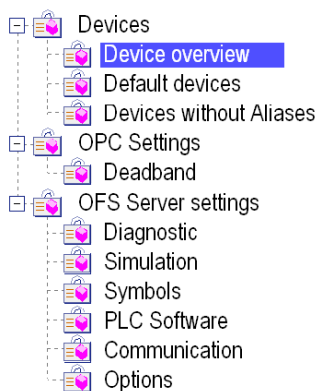 Devices
Device overview
Default devices
Devices without Aliases
OPC Settings
Deadband
OFS Server settings
Diagnostic
Simulation
Symbols
PLC Software
Communication
Options